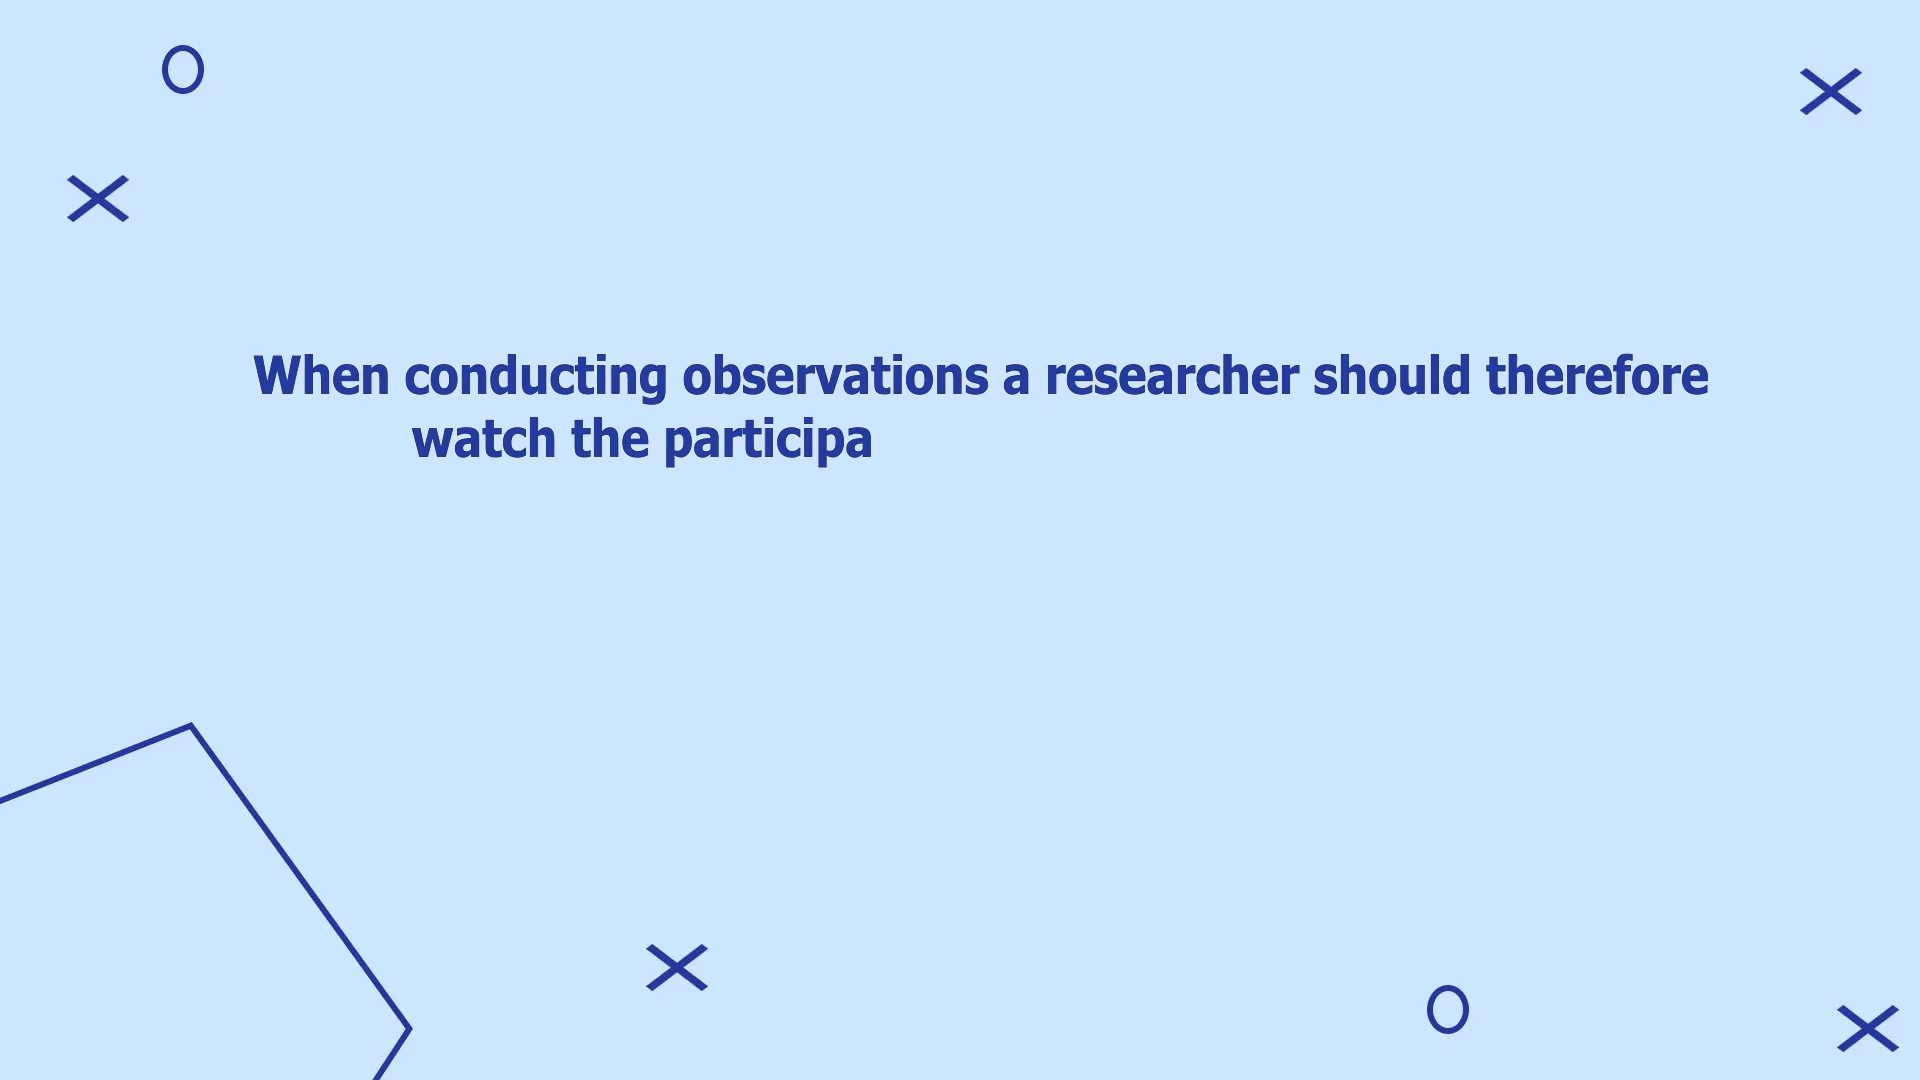 When conducting observations a researcher should therefore
watch the participa